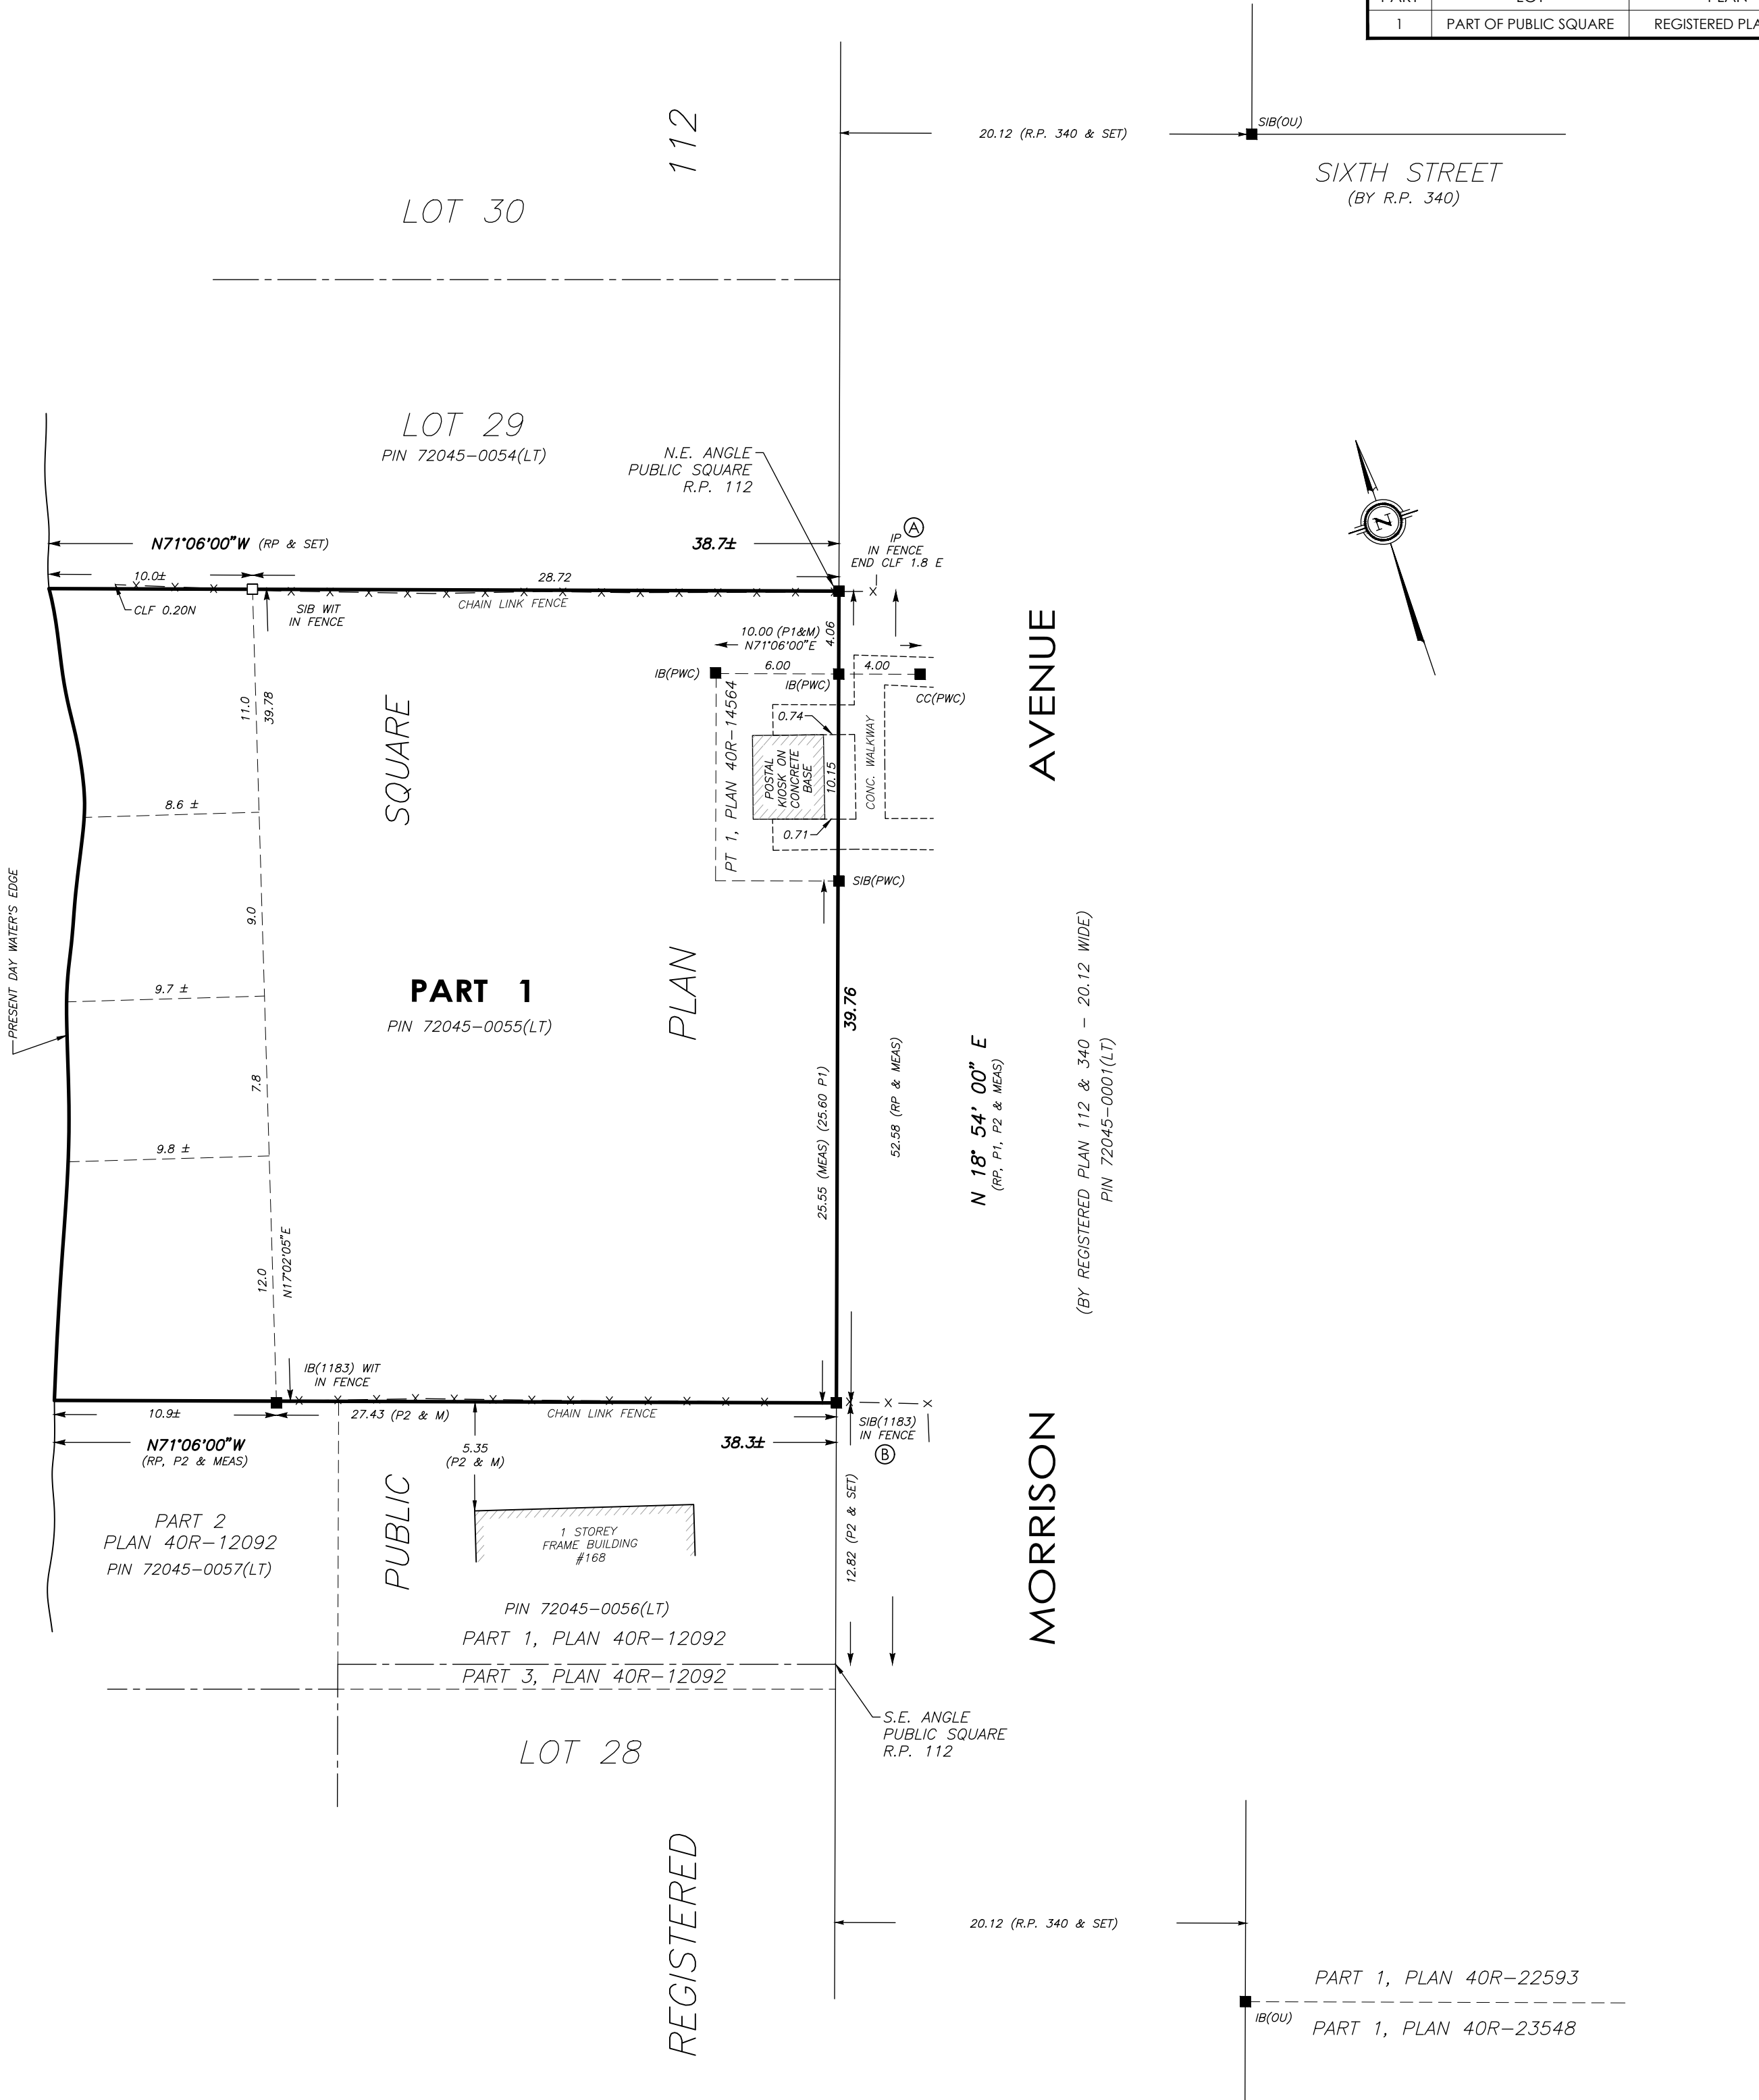 PART LOT PLAN
1 PART OF PUBLIC SQUARE REGISTERED PLA
112
20.12 (R.P. 340 & SET)
SIB(OU)
SIXTH STREET
(BY R.P. 340)
LOT 30
LOT 29
PIN 72045-0054(LT)
N.E. ANGLE
PUBLIC SQUARE
R.P. 112
N
N71°06'00"W (RP & SET)
38.7±
A
IP
IN FENCE
END CLF 1.8 E
10.0±
28.72
CLF 0.20N
SIB WIT
IN FENCE
CHAIN LINK FENCE
10.00 (P1&M)
N71°06'00"E
4.06
6.00
4.00
IB(PWC)
IB(PWC)
CC(PWC)
11.0
39.78
SQUARE
PT 1, PLAN 40R-14564
0.74
POSTAL
KIOSK ON
CONCRETE
BASE
10.15
CONC. WALKWAY
0.71
SIB(PWC)
AVENUE
8.6 ±
PRESENT DAY WATER'S EDGE
9.0
9.7 ±
PART 1
PIN 72045-0055(LT)
PLAN
39.76
7.8
9.8 ±
25.55 (MEAS) (25.60 P1)
52.58 (RP & MEAS)
N 18° 54' 00" E
(RP, P1, P2 & MEAS)
(BY REGISTERED PLAN 112 & 340 - 20.12 WIDE)
PIN 72045-0001(LT)
12.0
N17°02'05"E
IB(1183) WIT
IN FENCE
10.9±
27.43 (P2 & M)
CHAIN LINK FENCE
SIB(1183)
IN FENCE
B
N71°06'00"W
(RP, P2 & MEAS)
38.3±
5.35
(P2 & M)
MORRISON
PUBLIC
12.82 (P2 & SET)
PART 2
PLAN 40R-12092
PIN 72045-0057(LT)
1 STOREY
FRAME BUILDING
#168
PIN 72045-0056(LT)
PART 1, PLAN 40R-12092
PART 3, PLAN 40R-12092
S.E. ANGLE
PUBLIC SQUARE
R.P. 112
LOT 28
REGISTERED
20.12 (R.P. 340 & SET)
PART 1, PLAN 40R-22593
IB(OU)
PART 1, PLAN 40R-23548